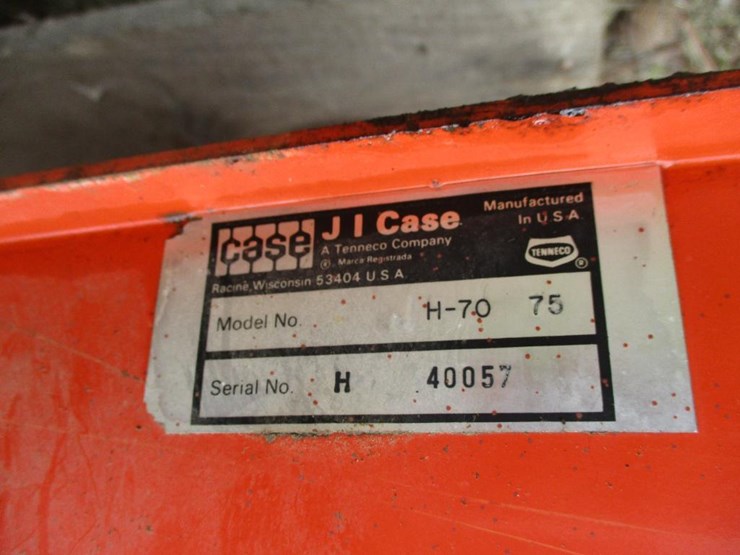 case J I Case
A Tenneco Company
® Marca Registrada
Racine, Wisconsin 53404 U S A
Manufactured
In U.S.A.
TENNECO ®
Model No. H-70 75
Serial No. H 40057